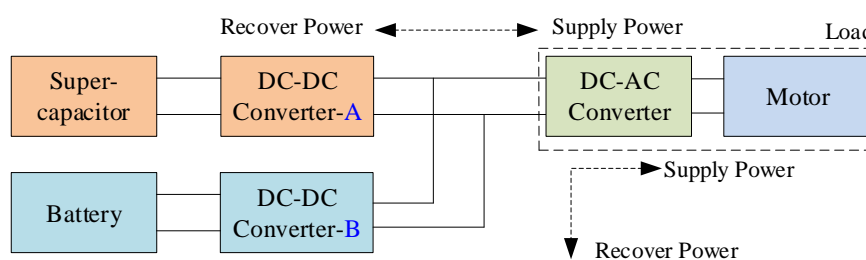 Recover Power
Supply Power
Load
Super-
capacitor
DC-DC
Converter-A
DC-AC
Converter
Motor
Battery
DC-DC
Converter-B
Supply Power
Recover Power